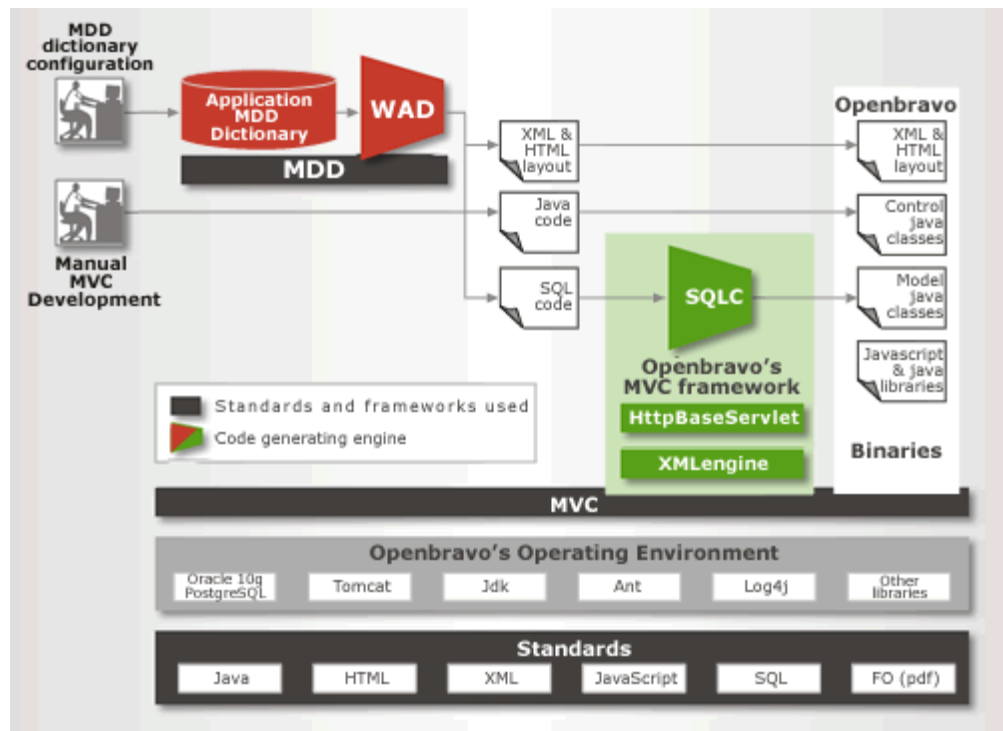 MDD
dictionary
configuration
Application
MDD
Dictionary
WAD
MDD
Manual
MVC
Development
XML &
HTML
layout
Java
code
SQL
code
SQLC
Openbravo's
MVC framework
HttpBaseServlet
XMLengine
Openbravo
XML &
HTML
layout
Control
java
classes
Model
java
classes
Javascript
& java
libraries
Binaries
Standards and frameworks used
Code generating engine
MVC
Openbravo's Operating Environment
Oracle 10g
PostgreSQL
Tomcat
Jdk
Ant
Log4j
Other
libraries
Standards
Java
HTML
XML
JavaScript
SQL
FO (pdf)